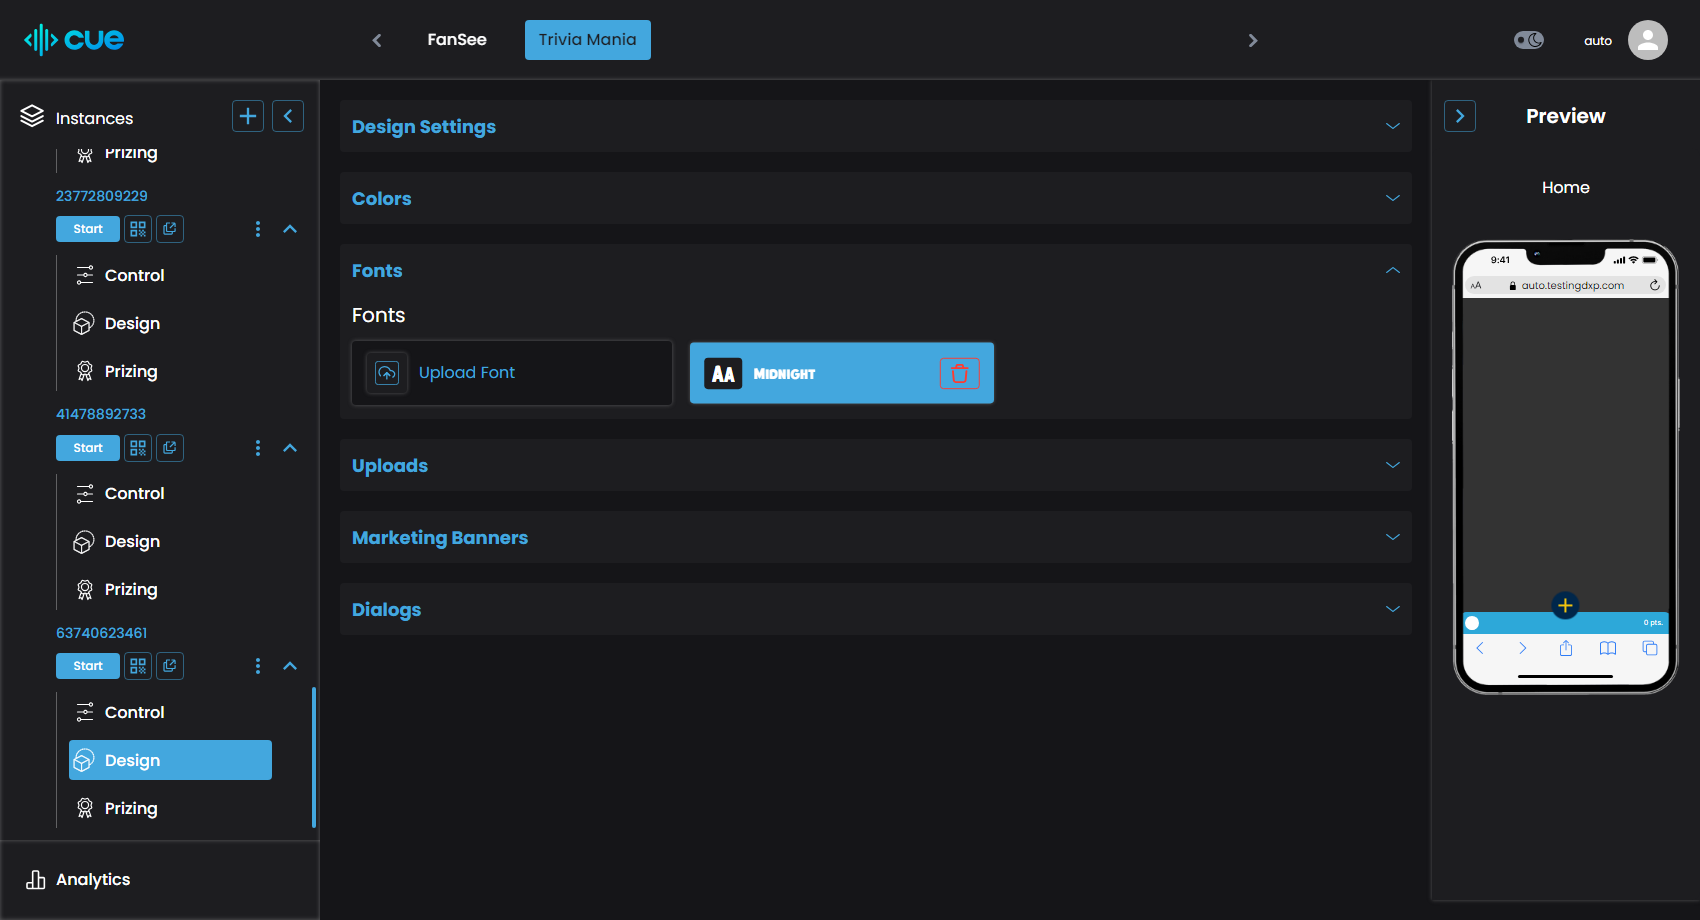 cue
FanSee
Trivia Mania
auto
Instances
Prizing
23772809229
Start
Control
Design
Prizing
41478892733
Start
Control
Design
Prizing
63740623461
Start
Control
Design
Prizing
Analytics
Design Settings
Colors
Fonts
Fonts
Upload Font
AA
MIDNIGHT
Uploads
Marketing Banners
Dialogs
Preview
Home
9:41
AA
auto.testingdxp.com
0 pts.